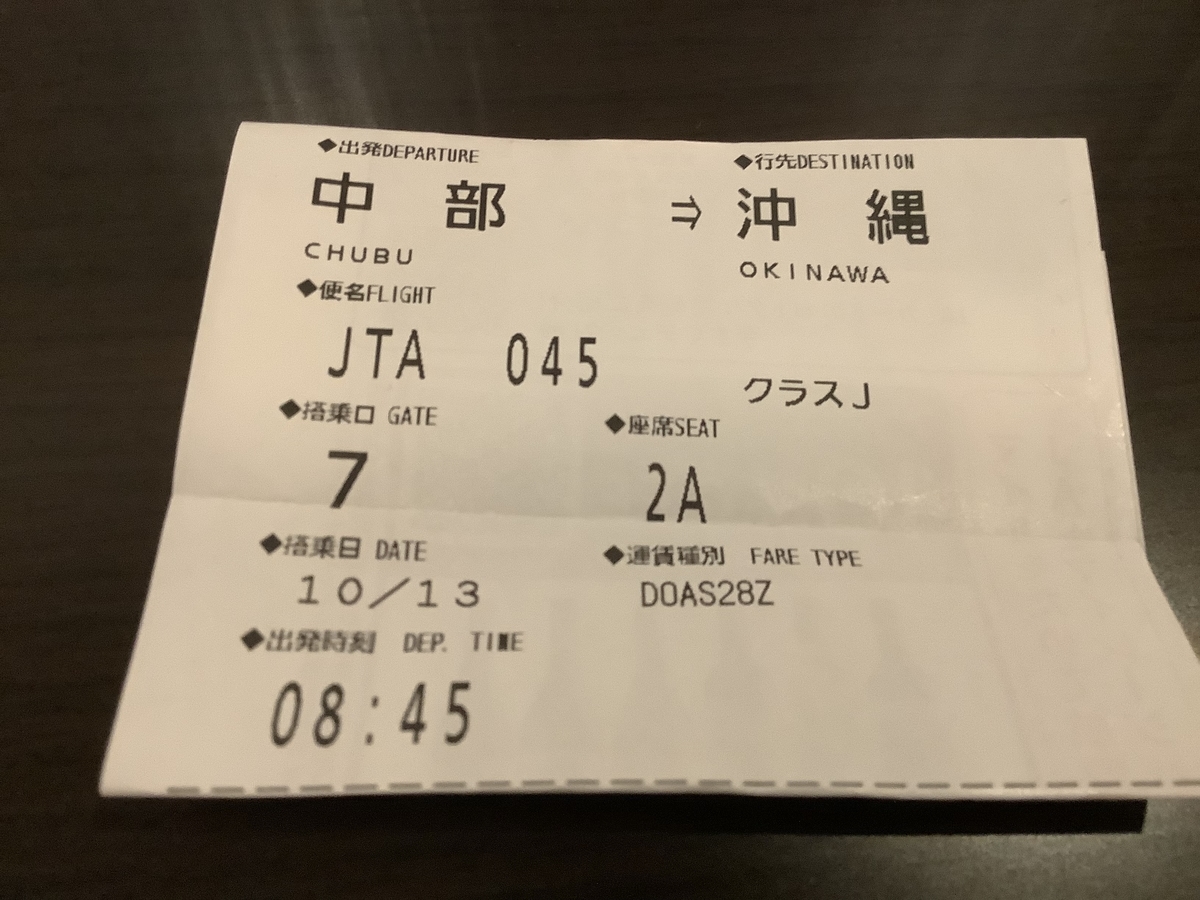 ◆出発DEPARTURE ◆行先DESTINATION
中 部 ⇒ 沖 縄
CHUBU OKINAWA
◆便名FLIGHT
JTA 045 クラスJ
◆搭乗口 GATE ◆座席SEAT
7 2A
◆搭乗日 DATE ◆運賃種別 FARE TYPE
10/13 DOAS28Z
◆出発時刻 DEP. TIME
08:45